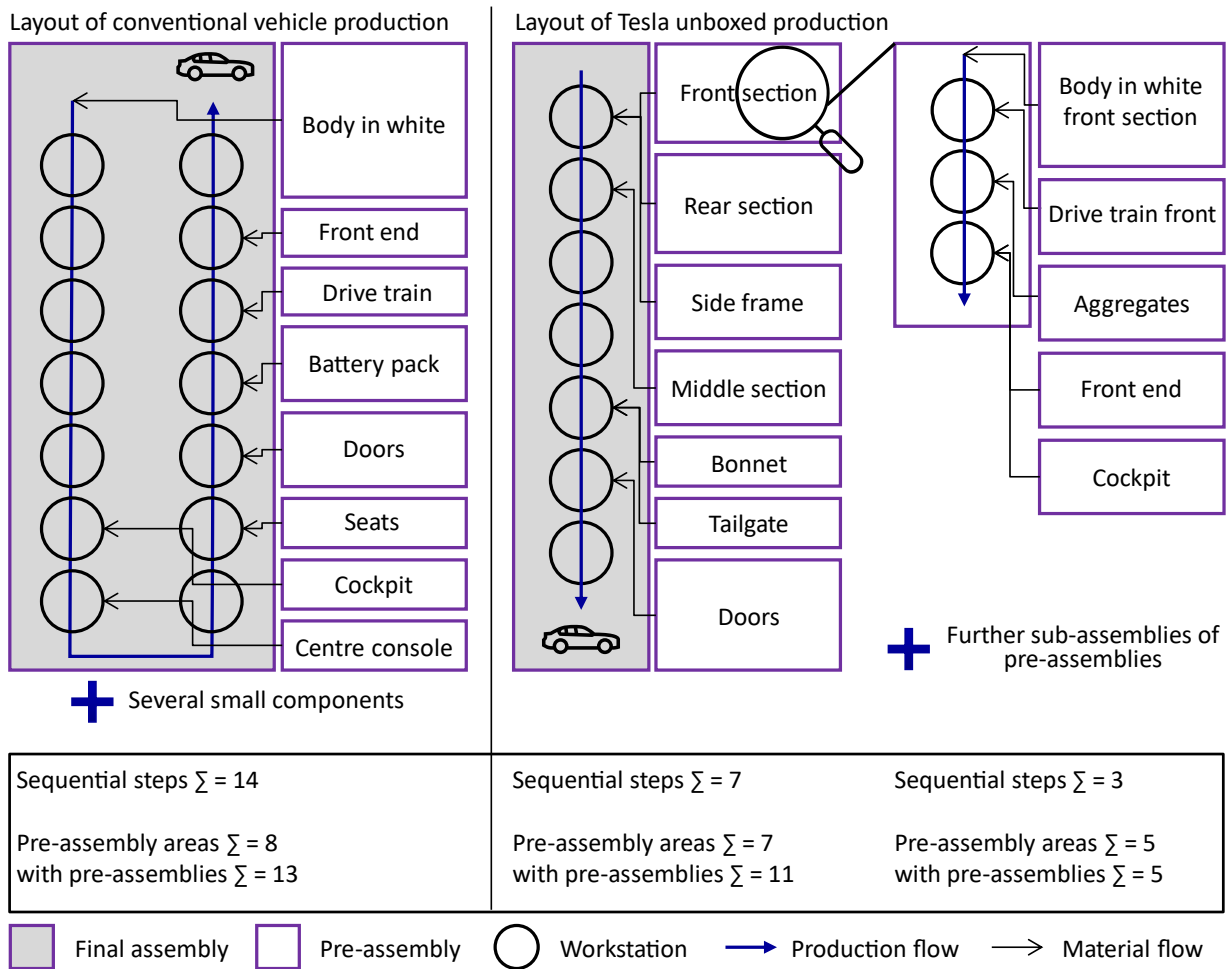 Layout of conventional vehicle production
Body in white
Front end
Drive train
Battery pack
Doors
Seats
Cockpit
Centre console
Several small components
Layout of Tesla unboxed production
Front section
Rear section
Side frame
Middle section
Bonnet
Tailgate
Doors
Body in white
front section
Drive train front
Aggregates
Front end
Cockpit
Further sub-assemblies of
pre-assemblies
Sequential steps ∑ = 14
Pre-assembly areas ∑ = 8
with pre-assemblies ∑ = 13
Sequential steps ∑ = 7
Pre-assembly areas ∑ = 7
with pre-assemblies ∑ = 11
Sequential steps ∑ = 3
Pre-assembly areas ∑ = 5
with pre-assemblies ∑ = 5
Final assembly
Pre-assembly
Workstation
Production flow
Material flow